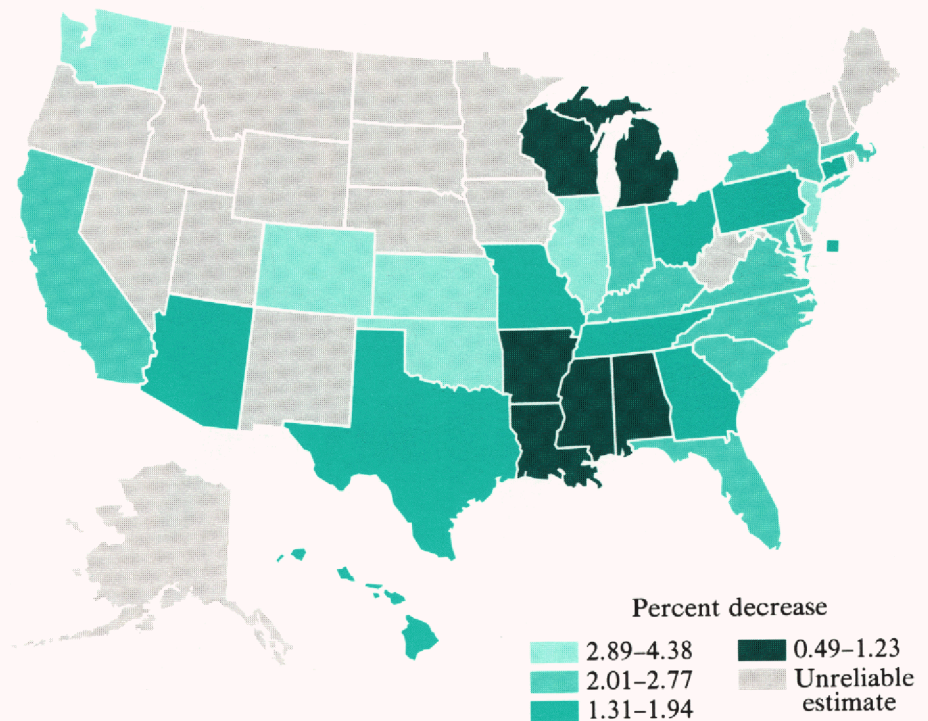 Percent decrease
2.89–4.38
2.01–2.77
1.31–1.94
0.49–1.23
Unreliable
estimate